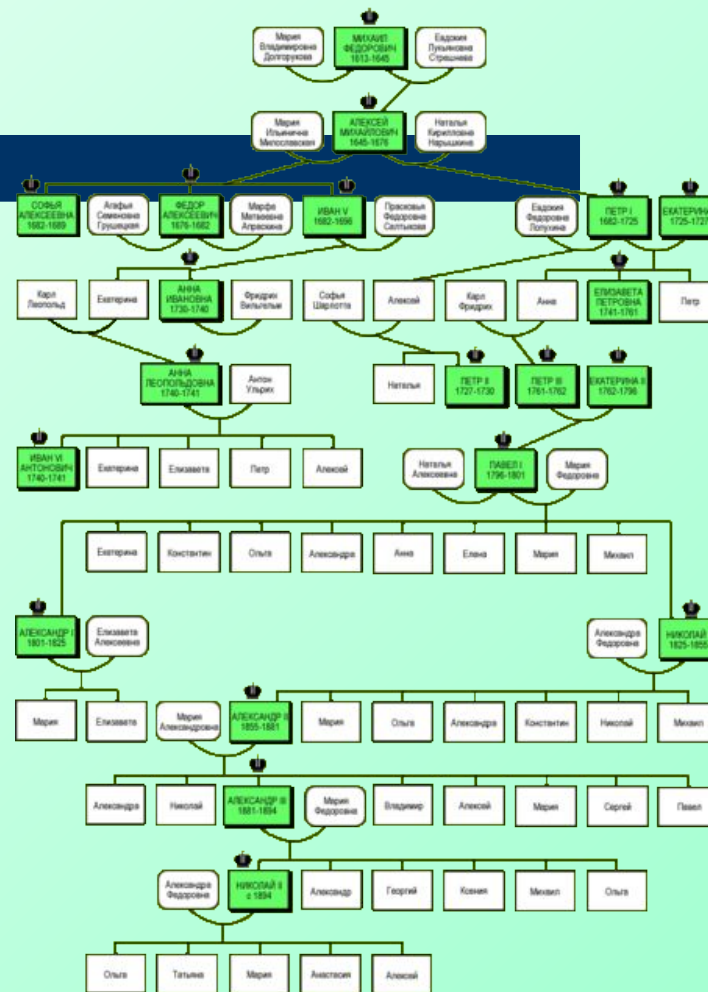 Мария
Владимировна
Долгорукова
МИХАИЛ
ФЕДОРОВИЧ
1613-1645
Евдокия
Лукьяновна
Стрешнева
Мария
Ильинична
Милославская
АЛЕКСЕЙ
МИХАЙЛОВИЧ
1645-1676
Наталья
Кирилловна
Нарышкина
СОФЬЯ
АЛЕКСЕЕВНА
1682-1689
Агафья
Семеновна
Грушецкая
ФЕДОР
АЛЕКСЕЕВИЧ
1676-1682
Марфа
Матвеевна
Апраксина
ИВАН V
1682-1696
Прасковья
Федоровна
Салтыкова
Евдокия
Федоровна
Лопухина
ПЕТР I
1682-1725
ЕКАТЕРИНА
1725-1727
Карл
Леопольд
Екатерина
АННА
ИВАНОВНА
1730-1740
Фридрих
Вильгельм
Софья
Шарлотта
Алексей
Карл
Фридрих
Анна
ЕЛИЗАВЕТА
ПЕТРОВНА
1741-1761
Петр
АННА
ЛЕОПОЛЬДОВНА
1740-1741
Антон
Ульрих
Наталья
ПЕТР II
1727-1730
ПЕТР III
1761-1762
ЕКАТЕРИНА II
1762-1796
ИВАН VI
АНТОНОВИЧ
1740-1741
Екатерина
Елизавета
Петр
Алексей
Наталья
Алексеевна
ПАВЕЛ I
1796-1801
Мария
Федоровна
Екатерина
Константин
Ольга
Александра
Анна
Елена
Мария
Михаил
АЛЕКСАНДР I
1801-1825
Елизавета
Алексеевна
Александра
Федоровна
НИКОЛАЙ
1825-1855
Мария
Елизавета
Мария
Александровна
АЛЕКСАНДР II
1855-1881
Мария
Ольга
Александра
Константин
Николай
Михаил
Александра
Николай
АЛЕКСАНДР III
1881-1894
Мария
Федоровна
Владимир
Алексей
Мария
Сергей
Павел
Александра
Федоровна
НИКОЛАЙ II
с 1894
Александр
Георгий
Ксения
Михаил
Ольга
Ольга
Татьяна
Мария
Анастасия
Алексей